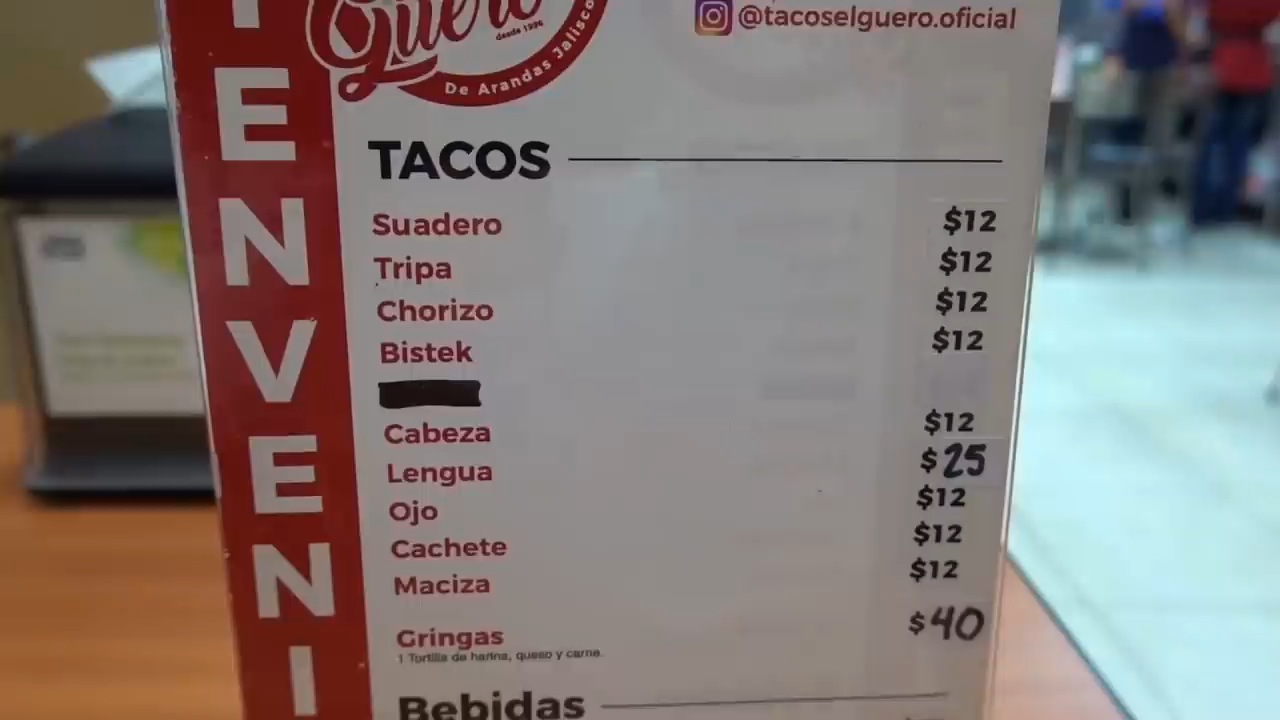 Guero
desde 1996
De Arandas Jalisco
@tacoselguero.oficial
ENVENI
TACOS
Suadero $12
Tripa $12
Chorizo $12
Bistek $12
Cabeza $12
Lengua $25
Ojo $12
Cachete $12
Maciza $12
Gringas $40
1 Tortilla de harina, queso y carne.
Bebidas